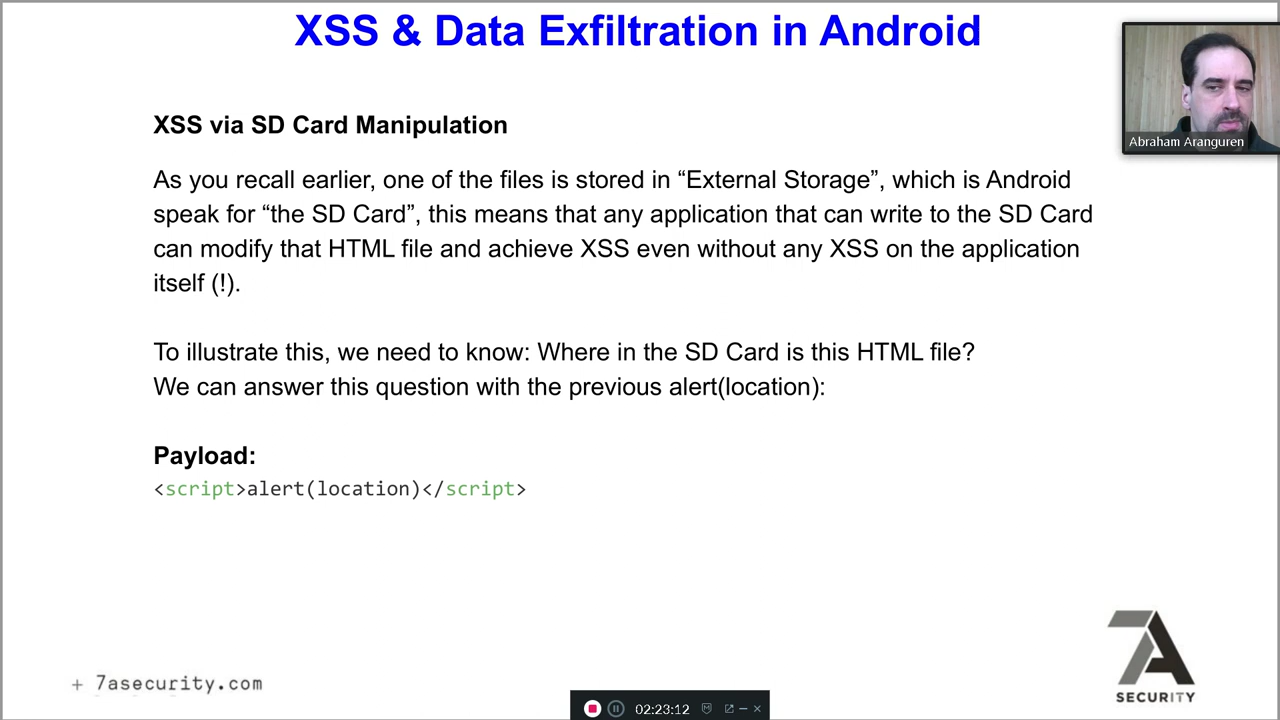 XSS & Data Exfiltration in Android
Abraham Aranguren
XSS via SD Card Manipulation
As you recall earlier, one of the files is stored in “External Storage”, which is Android
speak for “the SD Card”, this means that any application that can write to the SD Card
can modify that HTML file and achieve XSS even without any XSS on the application
itself (!).
To illustrate this, we need to know: Where in the SD Card is this HTML file?
We can answer this question with the previous alert(location):
Payload:
<script>alert(location)</script>
+ 7asecurity.com
7A
SECURITY
02:23:12